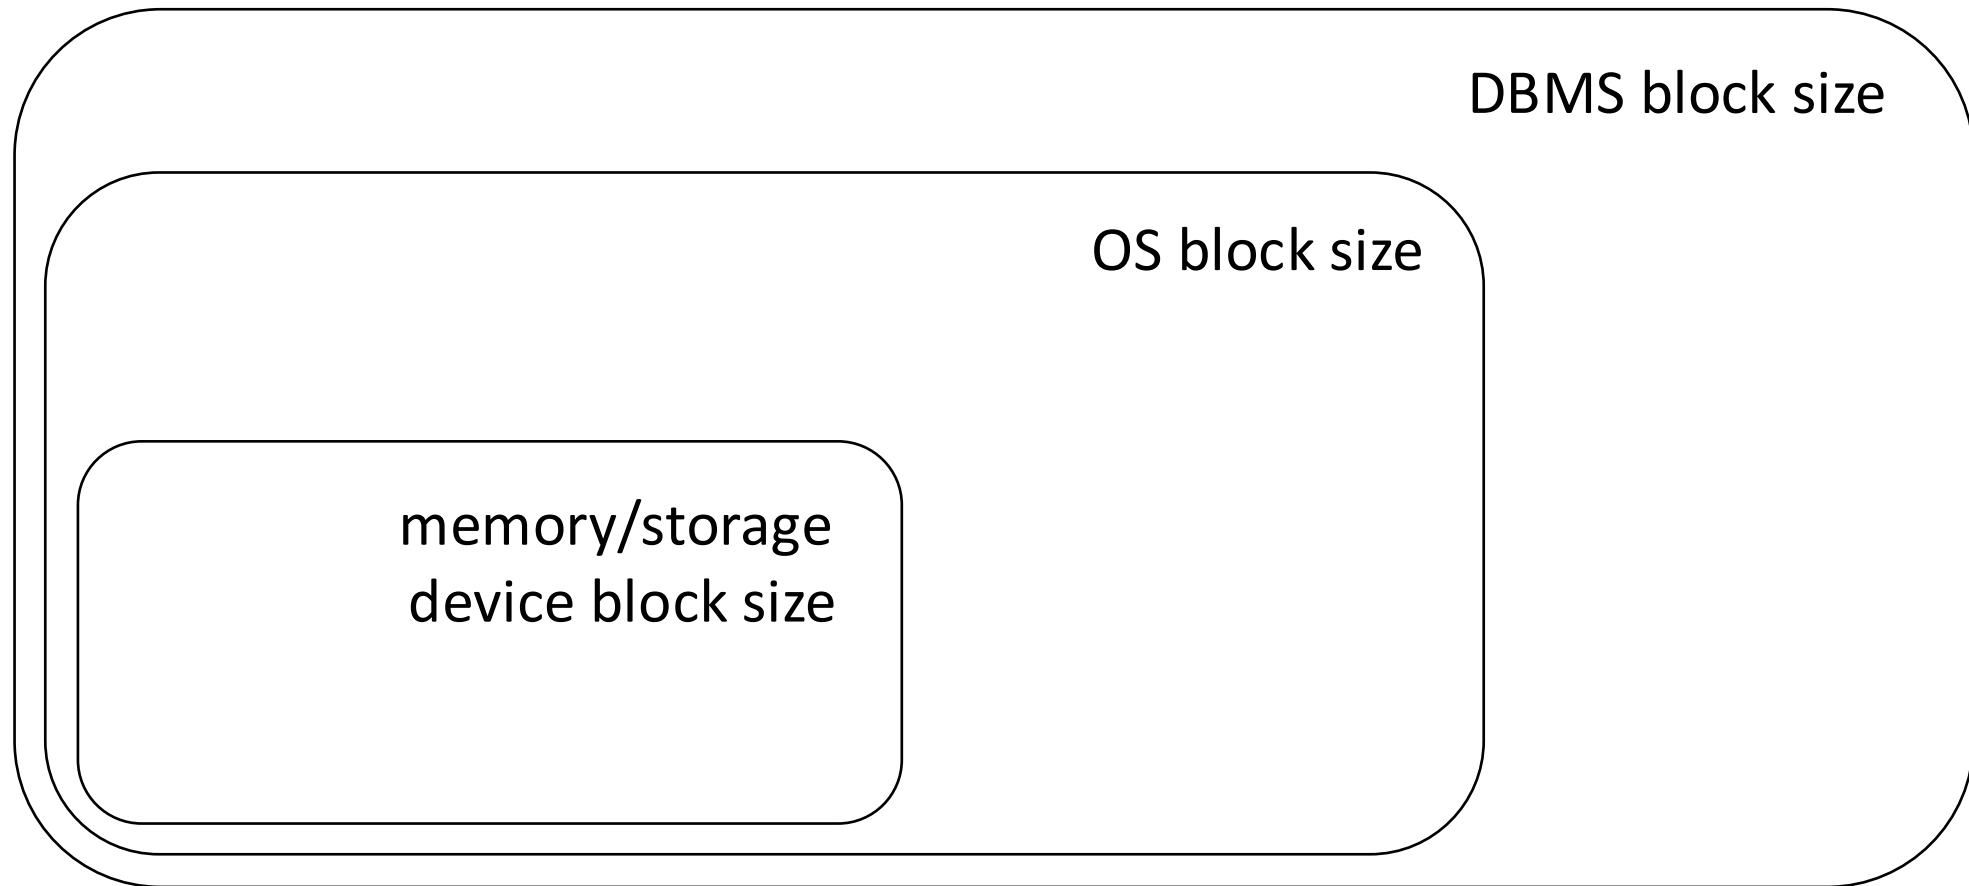 DBMS block size
OS block size
memory/storage
device block size